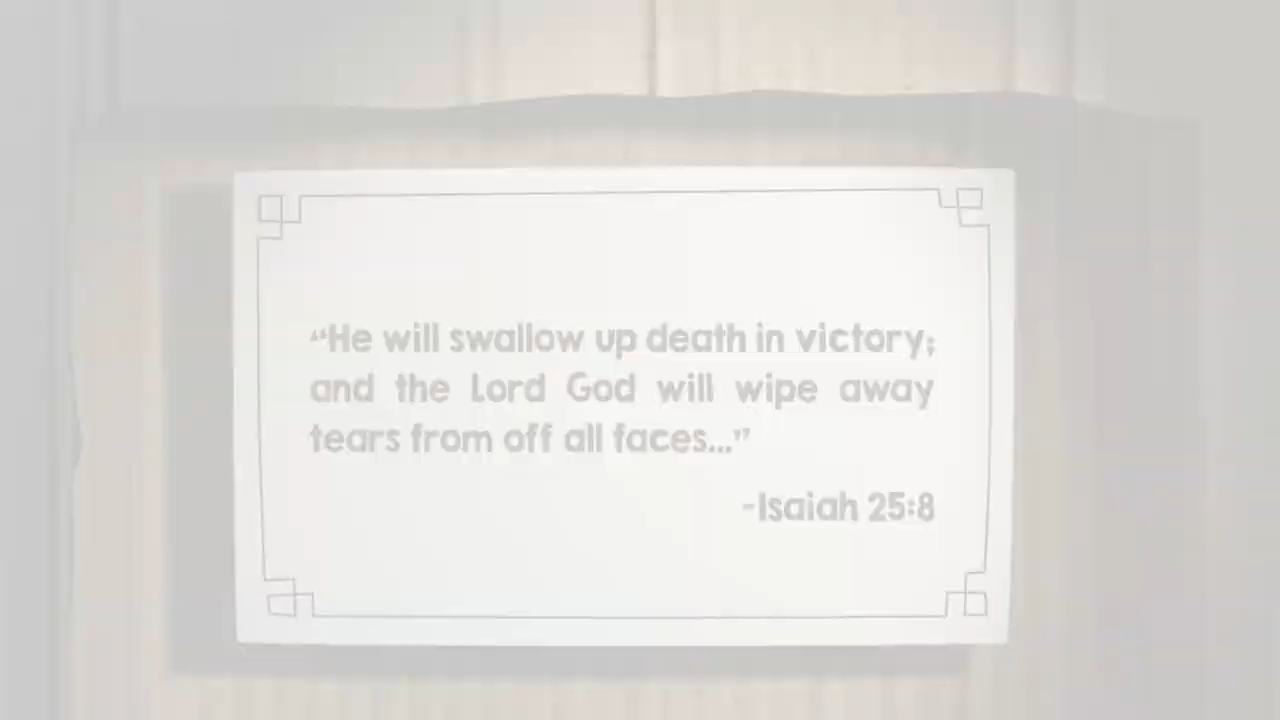 “He will swallow up death in victory;
and the Lord God will wipe away
tears from off all faces...”
-Isaiah 25:8